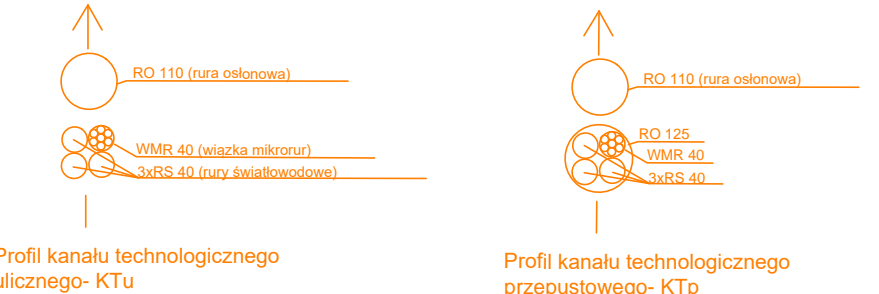 RO 110 (rura osłonowa)
WMR 40 (wiązka mikrorur)
3xRS 40 (rury światłowodowe)
Profil kanału technologicznego
ulicznego- KTu
RO 110 (rura osłonowa)
RO 125
WMR 40
3xRS 40
Profil kanału technologicznego
przepustowego- KTp